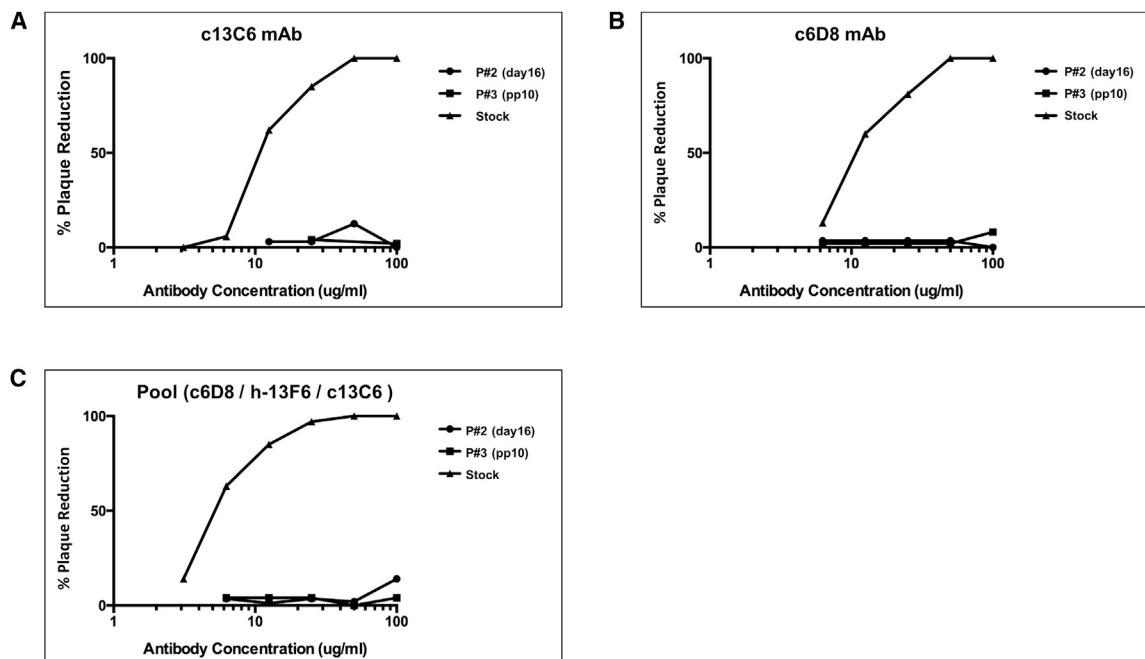 A
c13C6 mAb
100
50
0
% Plaque Reduction
1
10
100
Antibody Concentration (ug/ml)
P#2 (day16)
P#3 (pp10)
Stock
B
c6D8 mAb
100
50
0
% Plaque Reduction
1
10
100
Antibody Concentration (ug/ml)
P#2 (day16)
P#3 (pp10)
Stock
C
Pool (c6D8 / h-13F6 / c13C6 )
100
50
0
% Plaque Reduction
1
10
100
Antibody Concentration (ug/ml)
P#2 (day16)
P#3 (pp10)
Stock